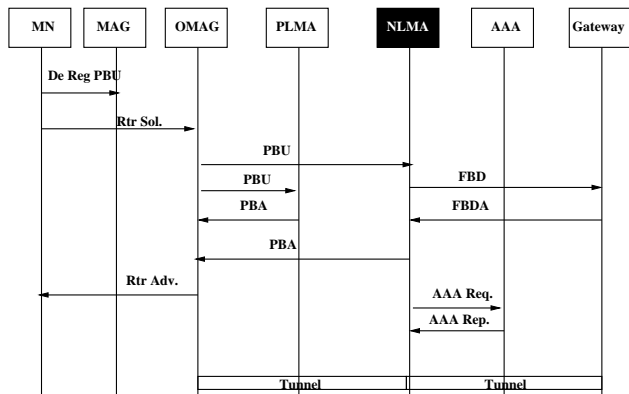 MN MAG OMAG PLMA NLMA AAA Gateway
De Reg PBU
Rtr Sol.
PBU
PBU FBD
PBA FBDA
PBA
Rtr Adv. AAA Req.
AAA Rep.
Tunnel Tunnel